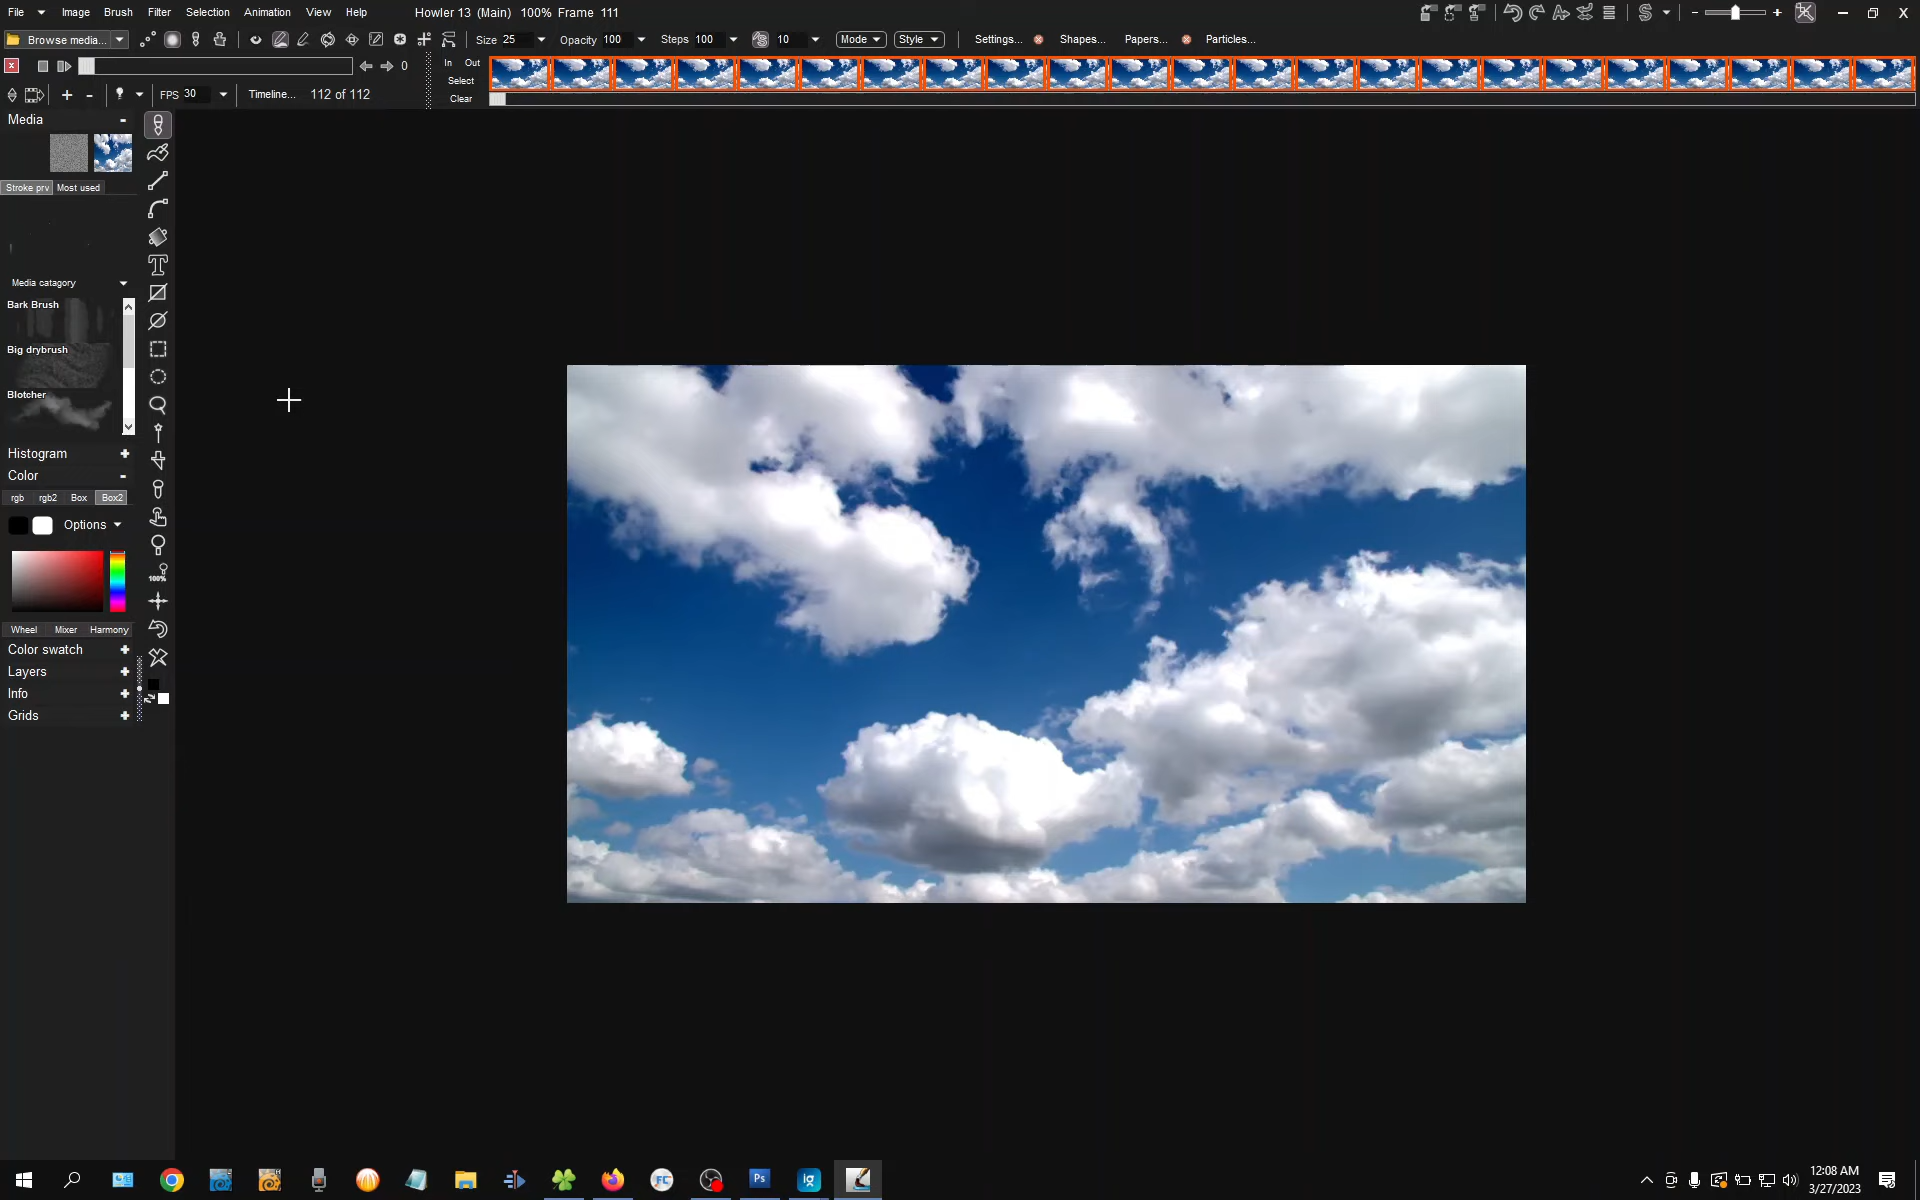 File Image Brush Filter Selection Animation View Help Howler 13 (Main) 100% Frame 111
Browse media... Size 25 Opacity 100 Steps 100 10 Mode Style Settings... Shapes... Papers... Particles...
0 In Out
Select
FPS 30 Timeline... 112 of 112 Clear
Media
Stroke prv Most used
Media catagory
Bark Brush
Big drybrush
Blotcher
Histogram
Color
rgb rgb2 Box Box2
Options
100%
Wheel Mixer Harmony
Color swatch
Layers
Info
Grids
FC Ps Ig
12:08 AM
3/27/2023